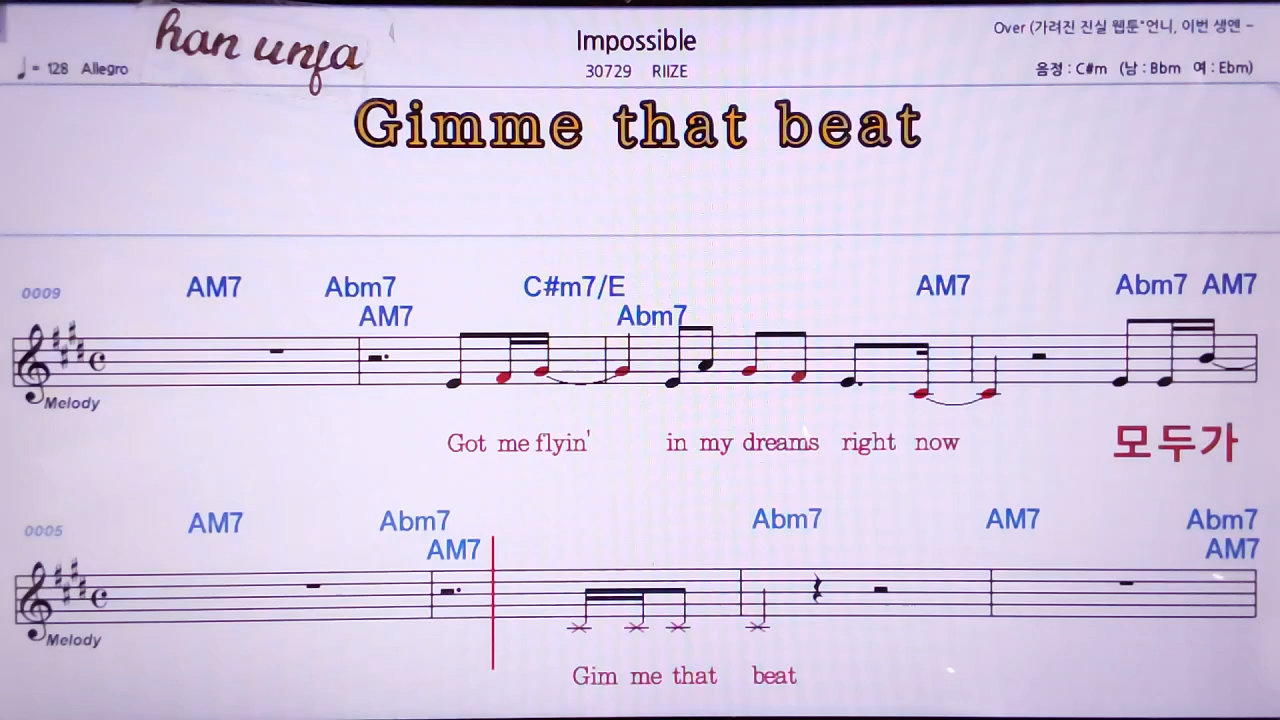 han unfa
Impossible
Over (가려진 진실 웹툰"언니, 이번 생엔 -
♩= 128 Allegro
30729 RIIZE
음정 : C#m (남 : Bbm 여 : Ebm)
Gimme that beat
0009
AM7 Abm7 C#m7/E AM7 Abm7 AM7
AM7 Abm7
Melody
Got me flyin' in my dreams right now 모두가
0005
AM7 Abm7 Abm7 AM7 Abm7
AM7 AM7
Melody
Gim me that beat